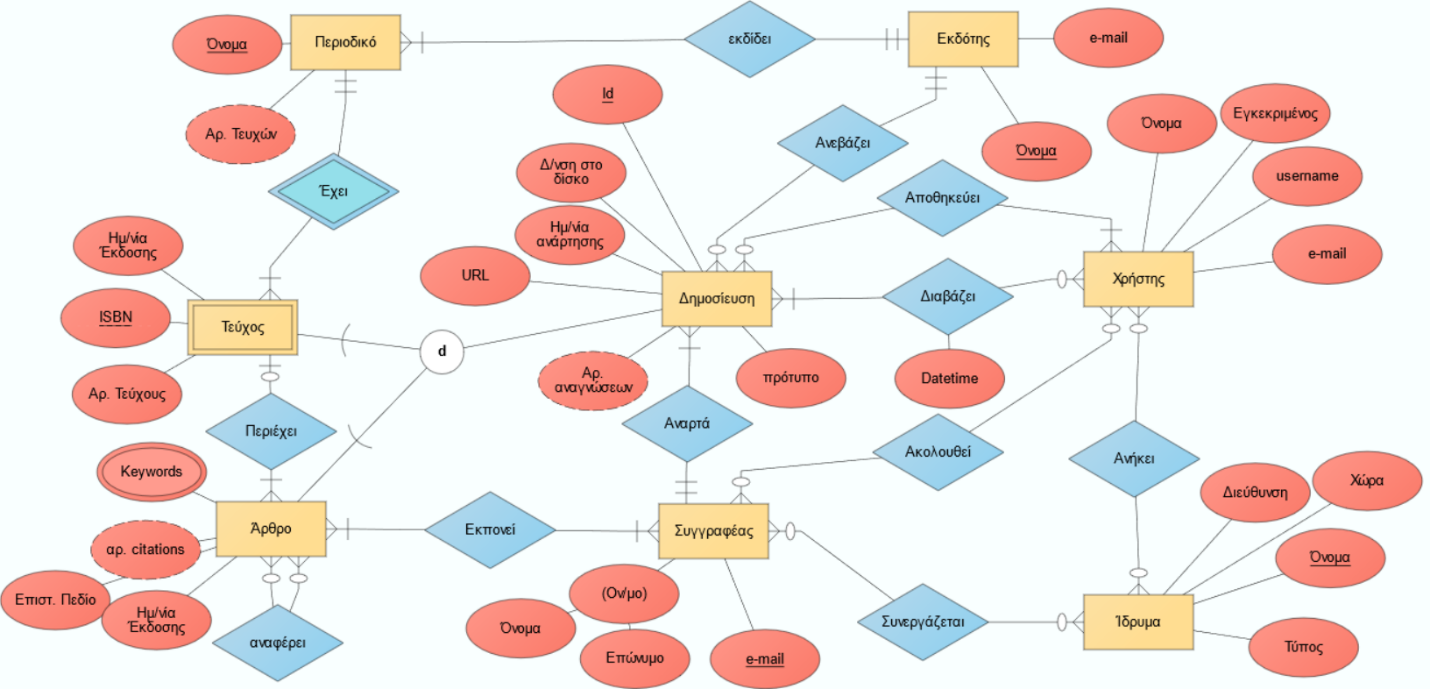 Όνομα
Περιοδικό
εκδίδει
Εκδότης
e-mail
Αρ. Τευχών
Id
Ανεβάζει
Όνομα
Όνομα
Εγκεκριμένος
Έχει
Δ/νση στο
δίσκο
Αποθηκεύει
username
Ημ/νία
Έκδοσης
Ημ/νία
ανάρτησης
e-mail
URL
Δημοσίευση
Διαβάζει
Χρήστης
ISBN
Τεύχος
d
Αρ. Τεύχους
Αρ.
αναγνώσεων
πρότυπο
Datetime
Περιέχει
Αναρτά
Ακολουθεί
Ανήκει
Keywords
Διεύθυνση
Χώρα
Άρθρο
Εκπονεί
Συγγραφέας
αρ. citations
Όνομα
Επιστ. Πεδίο
Ημ/νία
Έκδοσης
(Ον/μο)
Όνομα
Συνεργάζεται
Ίδρυμα
αναφέρει
Επώνυμο
e-mail
Τύπος